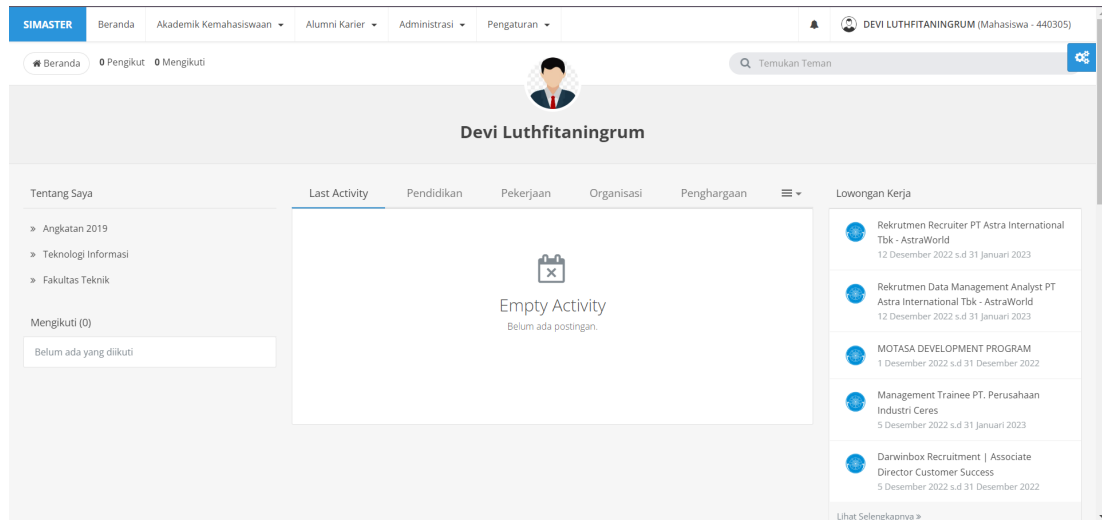 SIMASTER Beranda Akademik Kemahasiswaan Alumni Karier Administrasi Pengaturan DEVI LUTHFITANINGRUM (Mahasiswa - 440305)
Beranda 0 Pengikut 0 Mengikuti Temukan Teman
Devi Luthfitaningrum
Tentang Saya
» Angkatan 2019
» Teknologi Informasi
» Fakultas Teknik
Mengikuti (0)
Belum ada yang diikuti
Last Activity Pendidikan Pekerjaan Organisasi Penghargaan
Empty Activity
Belum ada postingan.
Lowongan Kerja
Rekrutmen Recruiter PT Astra International
Tbk - AstraWorld
12 Desember 2022 s.d 31 Januari 2023
Rekrutmen Data Management Analyst PT
Astra International Tbk - AstraWorld
12 Desember 2022 s.d 31 Januari 2023
MOTASA DEVELOPMENT PROGRAM
1 Desember 2022 s.d 31 Desember 2022
Management Trainee PT. Perusahaan
Industri Ceres
5 Desember 2022 s.d 31 Januari 2023
Darwinbox Recruitment | Associate
Director Customer Success
5 Desember 2022 s.d 31 Desember 2022
Lihat Selengkapnya »